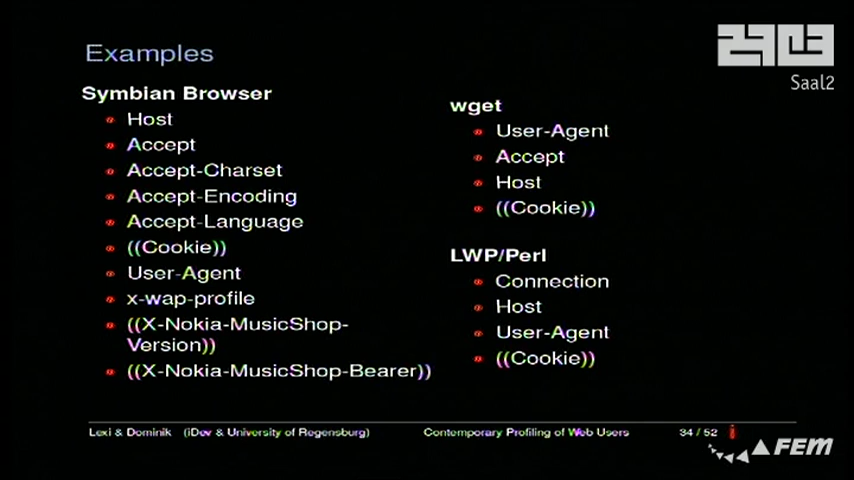 29C3
Saal2
Examples
Symbian Browser
Host
Accept
Accept-Charset
Accept-Encoding
Accept-Language
((Cookie))
User-Agent
x-wap-profile
((X-Nokia-MusicShop-
Version))
((X-Nokia-MusicShop-Bearer))
wget
User-Agent
Accept
Host
((Cookie))
LWP/Perl
Connection
Host
User-Agent
((Cookie))
Lexi & Dominik (iDev & University of Regensburg) Contemporary Profiling of Web Users 34 / 52
FEM